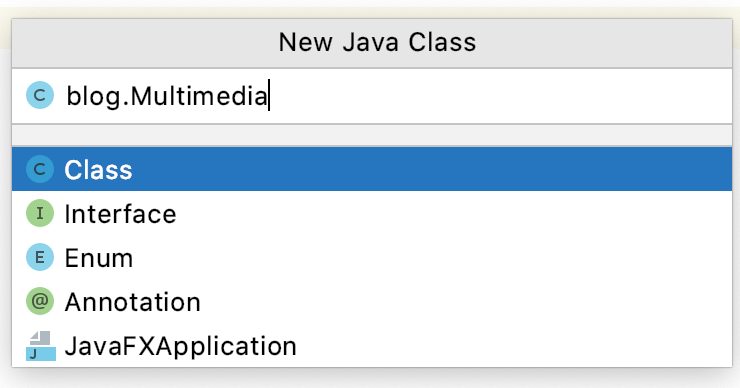 New Java Class
C blog.Multimedia
C Class
I Interface
E Enum
@ Annotation
J JavaFXApplication